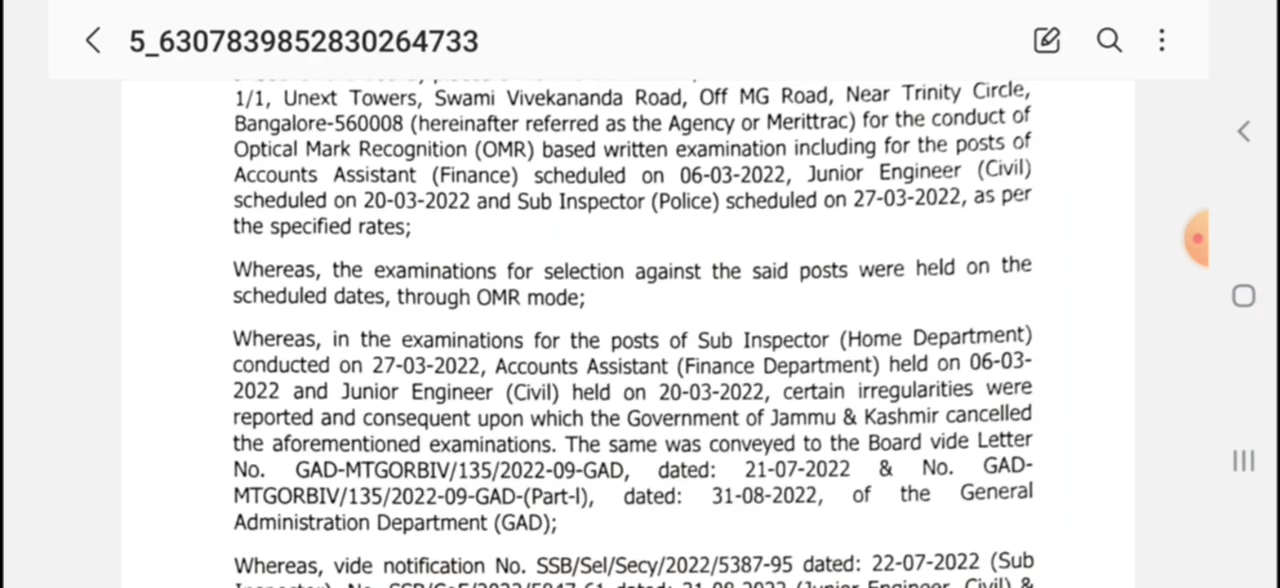 5_6307839852830264733
1/1, Unext Towers, Swami Vivekananda Road, Off MG Road, Near Trinity Circle,
Bangalore-560008 (hereinafter referred as the Agency or Merittrac) for the conduct of
Optical Mark Recognition (OMR) based written examination including for the posts of
Accounts Assistant (Finance) scheduled on 06-03-2022, Junior Engineer (Civil)
scheduled on 20-03-2022 and Sub Inspector (Police) scheduled on 27-03-2022, as per
the specified rates;
Whereas, the examinations for selection against the said posts were held on the
scheduled dates, through OMR mode;
Whereas, in the examinations for the posts of Sub Inspector (Home Department)
conducted on 27-03-2022, Accounts Assistant (Finance Department) held on 06-03-
2022 and Junior Engineer (Civil) held on 20-03-2022, certain irregularities were
reported and consequent upon which the Government of Jammu & Kashmir cancelled
the aforementioned examinations. The same was conveyed to the Board vide Letter
No. GAD-MTGORBIV/135/2022-09-GAD, dated: 21-07-2022 & No. GAD-
MTGORBIV/135/2022-09-GAD-(Part-I), dated: 31-08-2022, of the General
Administration Department (GAD);
Whereas, vide notification No. SSB/Sel/Secy/2022/5387-95 dated: 22-07-2022 (Sub
(Junior Engineer, Civil) &